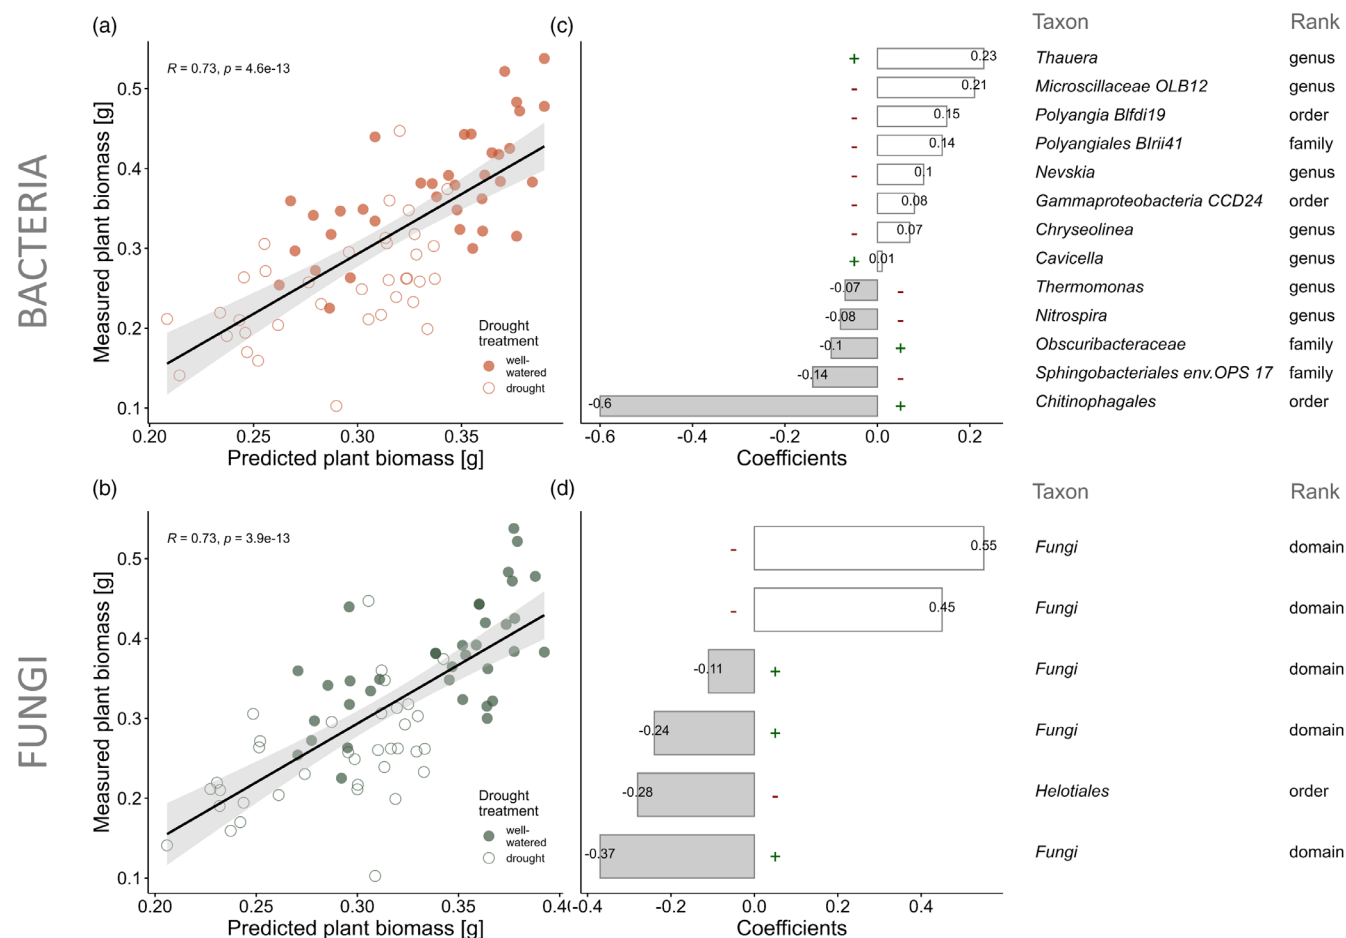 BACTERIA
(a)
R = 0.73, p = 4.6e-13
Measured plant biomass [g]
0.5
0.4
0.3
0.2
0.1
Drought
treatment
well-
watered
drought
0.20 0.25 0.30 0.35
Predicted plant biomass [g]
(c)
Taxon Rank
+ 0.23 Thauera genus
- 0.21 Microscillaceae OLB12 genus
- 0.15 Polyangia Blfdi19 order
- 0.14 Polyangiales Blrii41 family
- 0.1 Nevskia genus
- 0.08 Gammaproteobacteria CCD24 order
- 0.07 Chryseolinea genus
+ 0.01 Cavicella genus
-0.07 - Thermomonas genus
-0.08 - Nitrospira genus
-0.1 + Obscuribacteraceae family
-0.14 - Sphingobacteriales env.OPS 17 family
-0.6 + Chitinophagales order
-0.6 -0.4 -0.2 0.0 0.2
Coefficients
FUNGI
(b)
R = 0.73, p = 3.9e-13
Measured plant biomass [g]
0.5
0.4
0.3
0.2
0.1
Drought
treatment
well-
watered
drought
0.20 0.25 0.30 0.35 0.4
Predicted plant biomass [g]
(d)
Taxon Rank
- 0.55 Fungi domain
- 0.45 Fungi domain
-0.11 + Fungi domain
-0.24 + Fungi domain
-0.28 - Helotiales order
-0.37 + Fungi domain
-0.4 -0.2 0.0 0.2 0.4
Coefficients